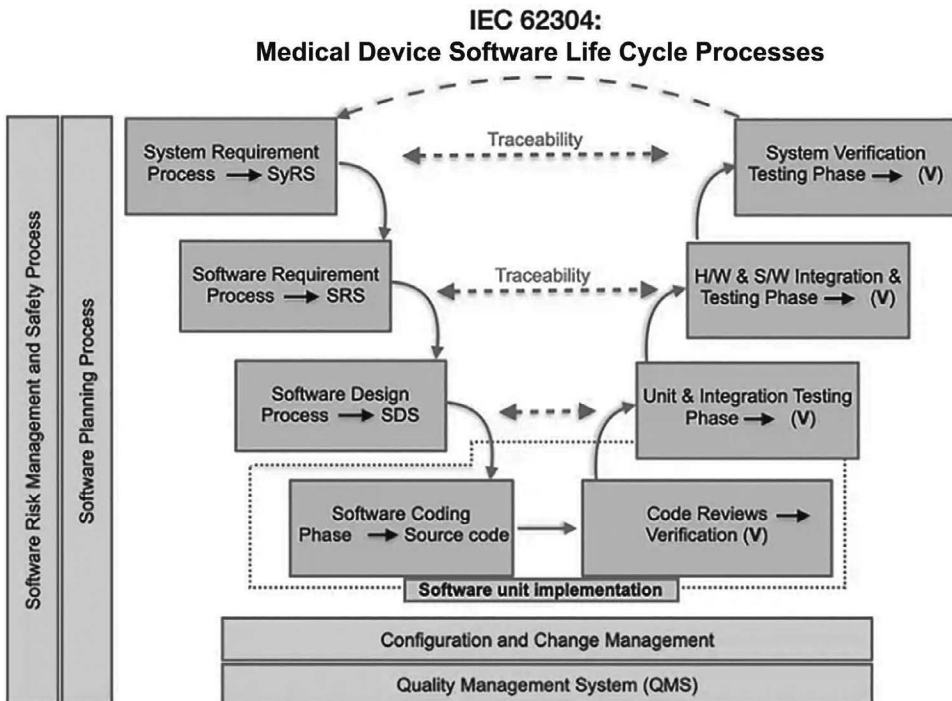 IEC 62304:
Medical Device Software Life Cycle Processes
Software Risk Management and Safety Process
Software Planning Process
System Requirement
Process → SyRS
Traceability
System Verification
Testing Phase → (V)
Software Requirement
Process → SRS
Traceability
H/W & S/W Integration &
Testing Phase → (V)
Software Design
Process → SDS
Unit & Integration Testing
Phase → (V)
Software Coding
Phase → Source code
Code Reviews →
Verification (V)
Software unit implementation
Configuration and Change Management
Quality Management System (QMS)